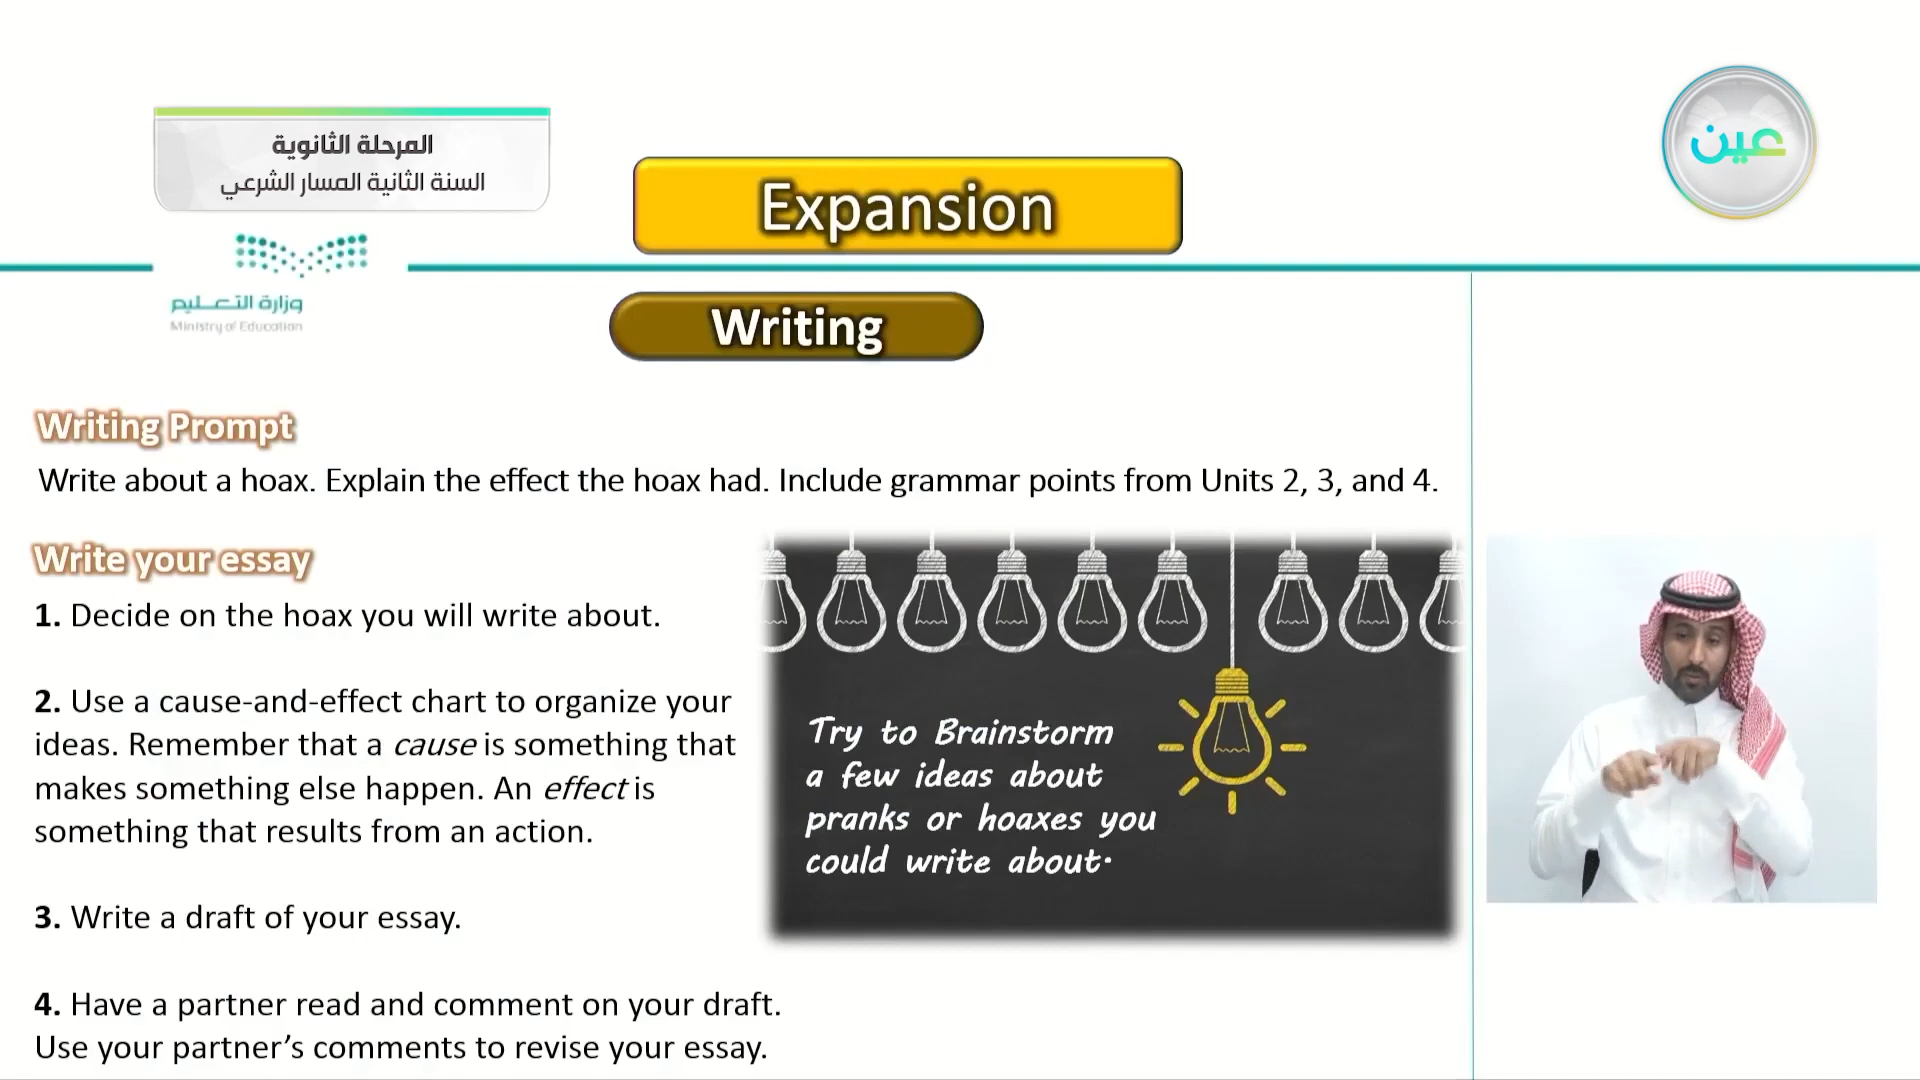 المرحلة الثانوية
السنة الثانية المسار الشرعي
عين
Expansion
وزارة التعليم
Ministry of Education
Writing
Writing Prompt
Write about a hoax. Explain the effect the hoax had. Include grammar points from Units 2, 3, and 4.
Write your essay
1. Decide on the hoax you will write about.
2. Use a cause-and-effect chart to organize your
ideas. Remember that a cause is something that
makes something else happen. An effect is
something that results from an action.
3. Write a draft of your essay.
4. Have a partner read and comment on your draft.
Use your partner’s comments to revise your essay.
Try to Brainstorm
a few ideas about
pranks or hoaxes you
could write about.